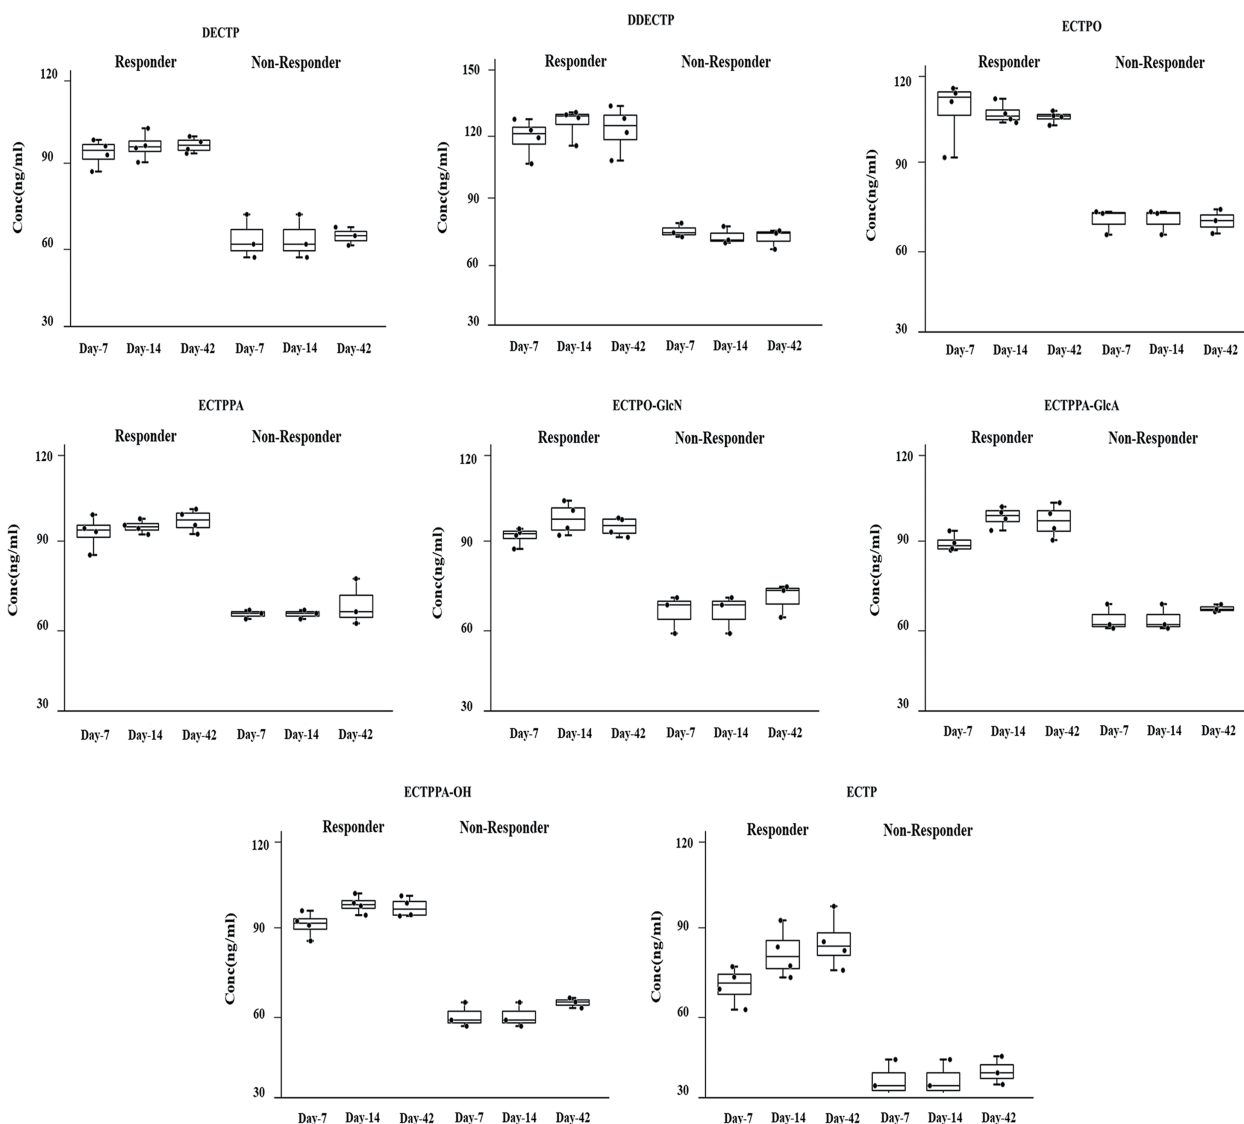 DECTP
Responder Non-Responder
120
90
60
30
Conc(ng/ml)
Day-7 Day-14 Day-42 Day-7 Day-14 Day-42
DDECTP
Responder Non-Responder
150
120
90
60
30
Conc(ng/ml)
Day-7 Day-14 Day-42 Day-7 Day-14 Day-42
ECTPO
Responder Non-Responder
120
90
60
30
Conc(ng/ml)
Day-7 Day-14 Day-42 Day-7 Day-14 Day-42
ECTPPA
Responder Non-Responder
120
90
60
30
Conc(ng/ml)
Day-7 Day-14 Day-42 Day-7 Day-14 Day-42
ECTPO-GlcN
Responder Non-Responder
120
90
60
30
Conc(ng/ml)
Day-7 Day-14 Day-42 Day-7 Day-14 Day-42
ECTPPA-GlcA
Responder Non-Responder
120
90
60
30
Conc(ng/ml)
Day-7 Day-14 Day-42 Day-7 Day-14 Day-42
ECTPPA-OH
Responder Non-Responder
120
90
60
30
Conc(ng/ml)
Day-7 Day-14 Day-42 Day-7 Day-14 Day-42
ECTP
Responder Non-Responder
120
90
60
30
Conc(ng/ml)
Day-7 Day-14 Day-42 Day-7 Day-14 Day-42